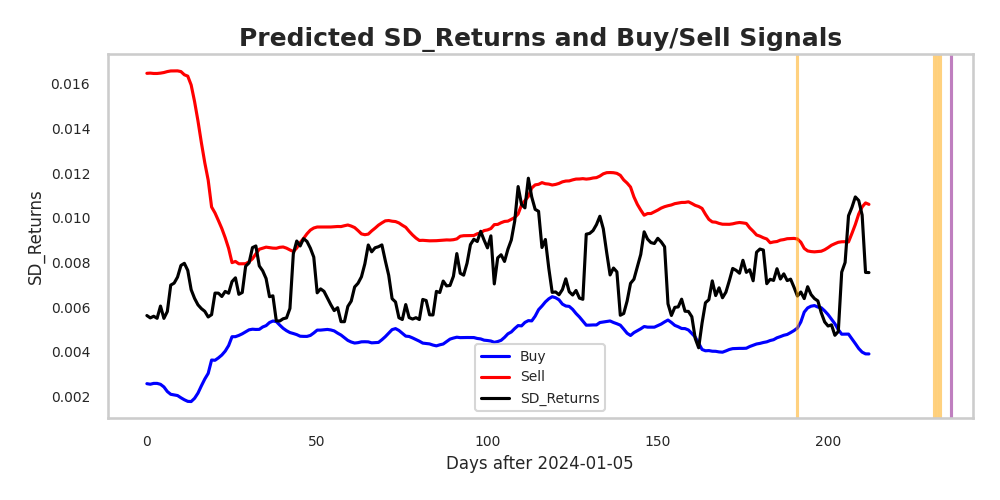 Predicted SD_Returns and Buy/Sell Signals
SD_Returns
0.016
0.014
0.012
0.010
0.008
0.006
0.004
0.002
Buy
Sell
SD_Returns
0 50 100 150 200
Days after 2024-01-05